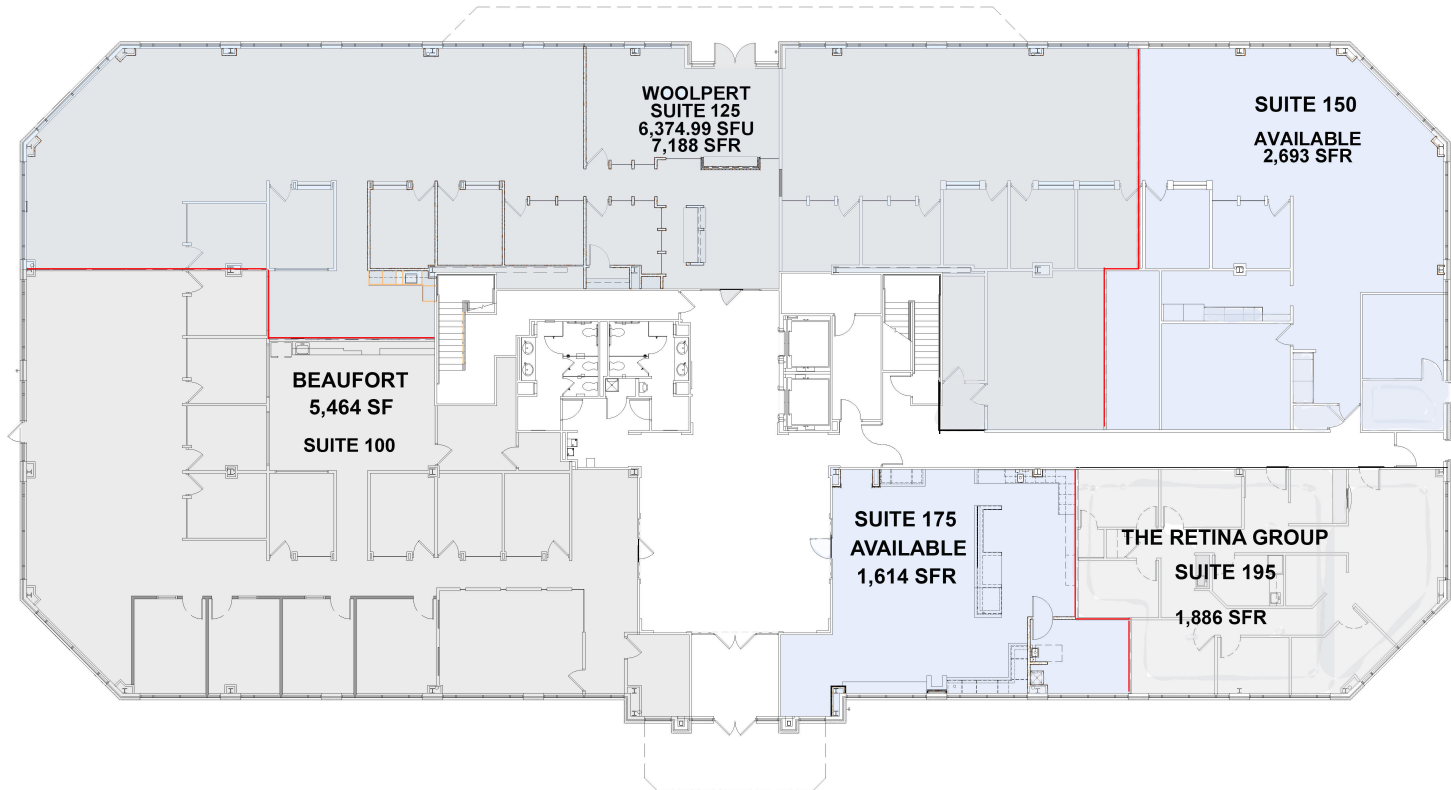 WOOLPERT
SUITE 125
6,374.99 SFU
7,188 SFR
SUITE 150
AVAILABLE
2,693 SFR
BEAUFORT
5,464 SF
SUITE 100
SUITE 175
AVAILABLE
1,614 SFR
THE RETINA GROUP
SUITE 195
1,886 SFR